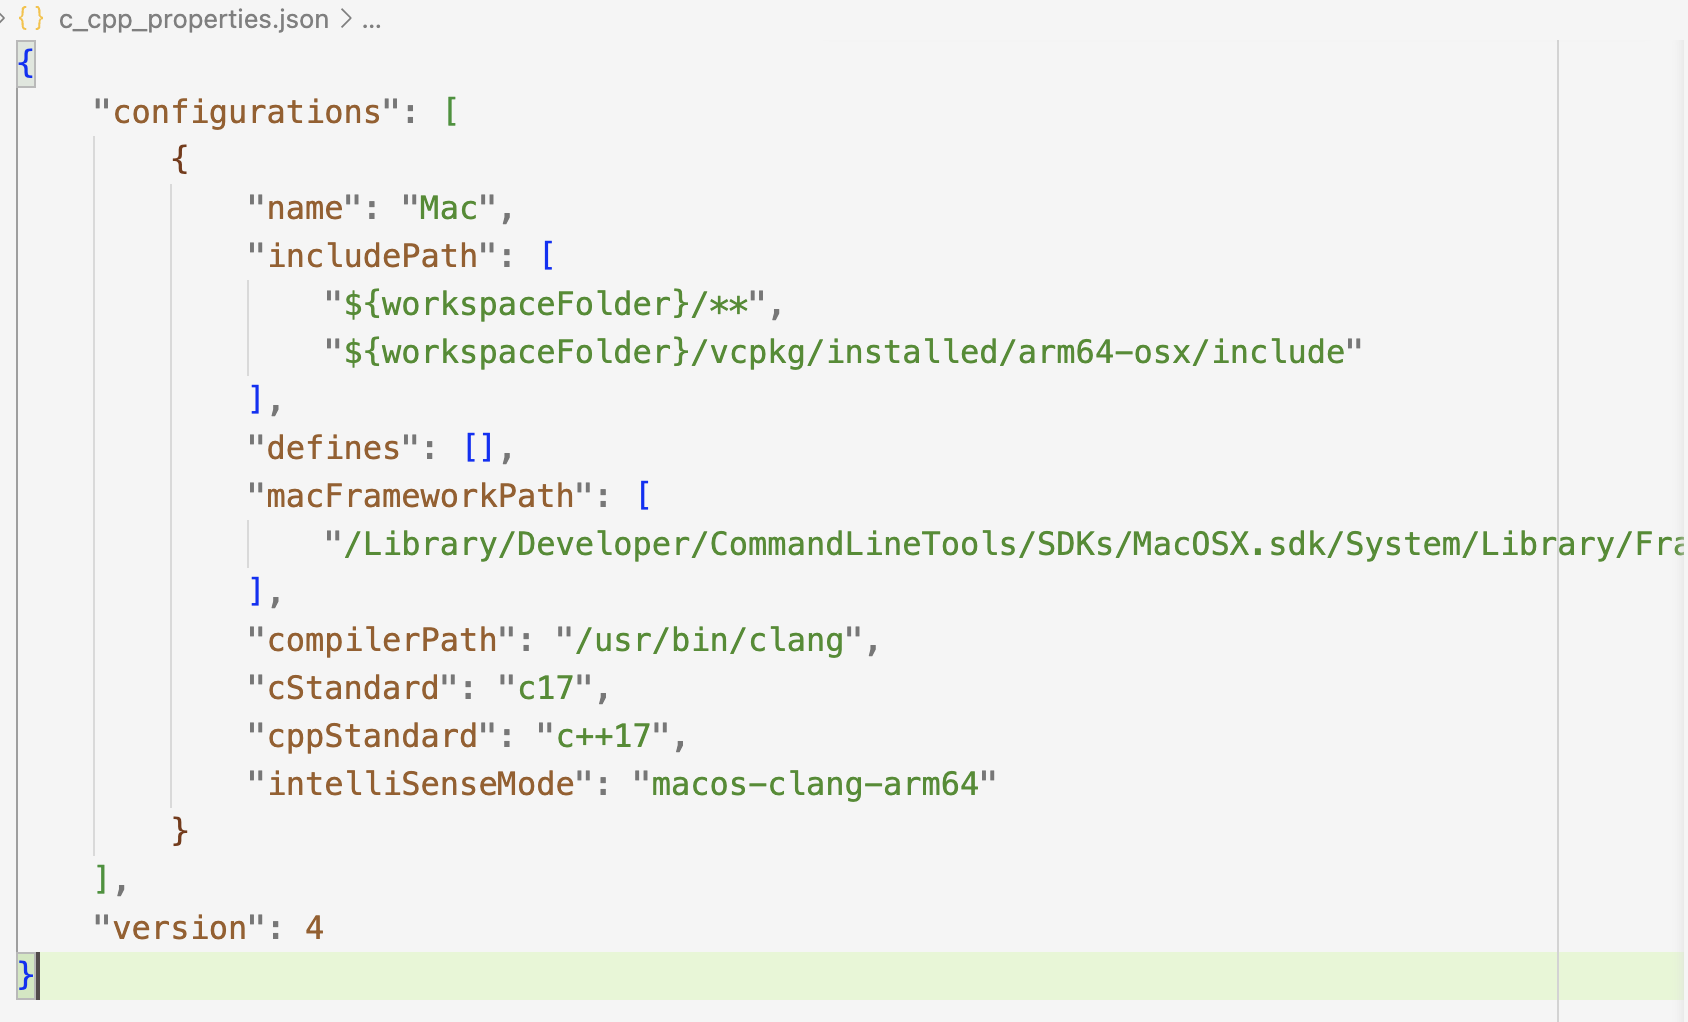 {} c_cpp_properties.json > ...
{
    "configurations": [
        {
            "name": "Mac",
            "includePath": [
                "${workspaceFolder}/**",
                "${workspaceFolder}/vcpkg/installed/arm64-osx/include"
            ],
            "defines": [],
            "macFrameworkPath": [
                "/Library/Developer/CommandLineTools/SDKs/MacOSX.sdk/System/Library/Fra
            ],
            "compilerPath": "/usr/bin/clang",
            "cStandard": "c17",
            "cppStandard": "c++17",
            "intelliSenseMode": "macos-clang-arm64"
        }
    ],
    "version": 4
}